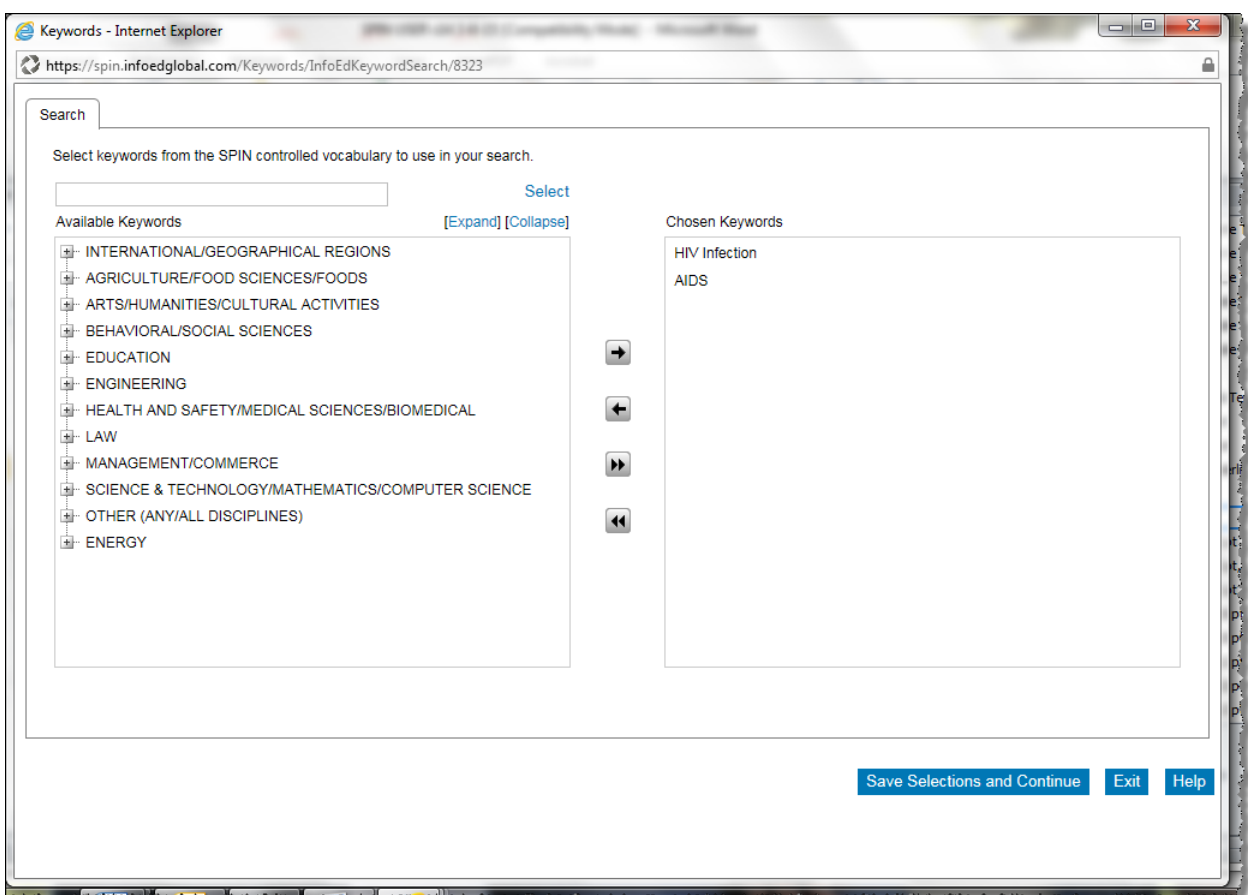 Keywords - Internet Explorer
https://spin.infoedglobal.com/Keywords/InfoEdKeywordSearch/8323
Search
Select keywords from the SPIN controlled vocabulary to use in your search.
Select
Available Keywords [Expand] [Collapse] Chosen Keywords
INTERNATIONAL/GEOGRAPHICAL REGIONS
AGRICULTURE/FOOD SCIENCES/FOODS
ARTS/HUMANITIES/CULTURAL ACTIVITIES
BEHAVIORAL/SOCIAL SCIENCES
EDUCATION
ENGINEERING
HEALTH AND SAFETY/MEDICAL SCIENCES/BIOMEDICAL
LAW
MANAGEMENT/COMMERCE
SCIENCE & TECHNOLOGY/MATHEMATICS/COMPUTER SCIENCE
OTHER (ANY/ALL DISCIPLINES)
ENERGY
HIV Infection
AIDS
Save Selections and Continue Exit Help